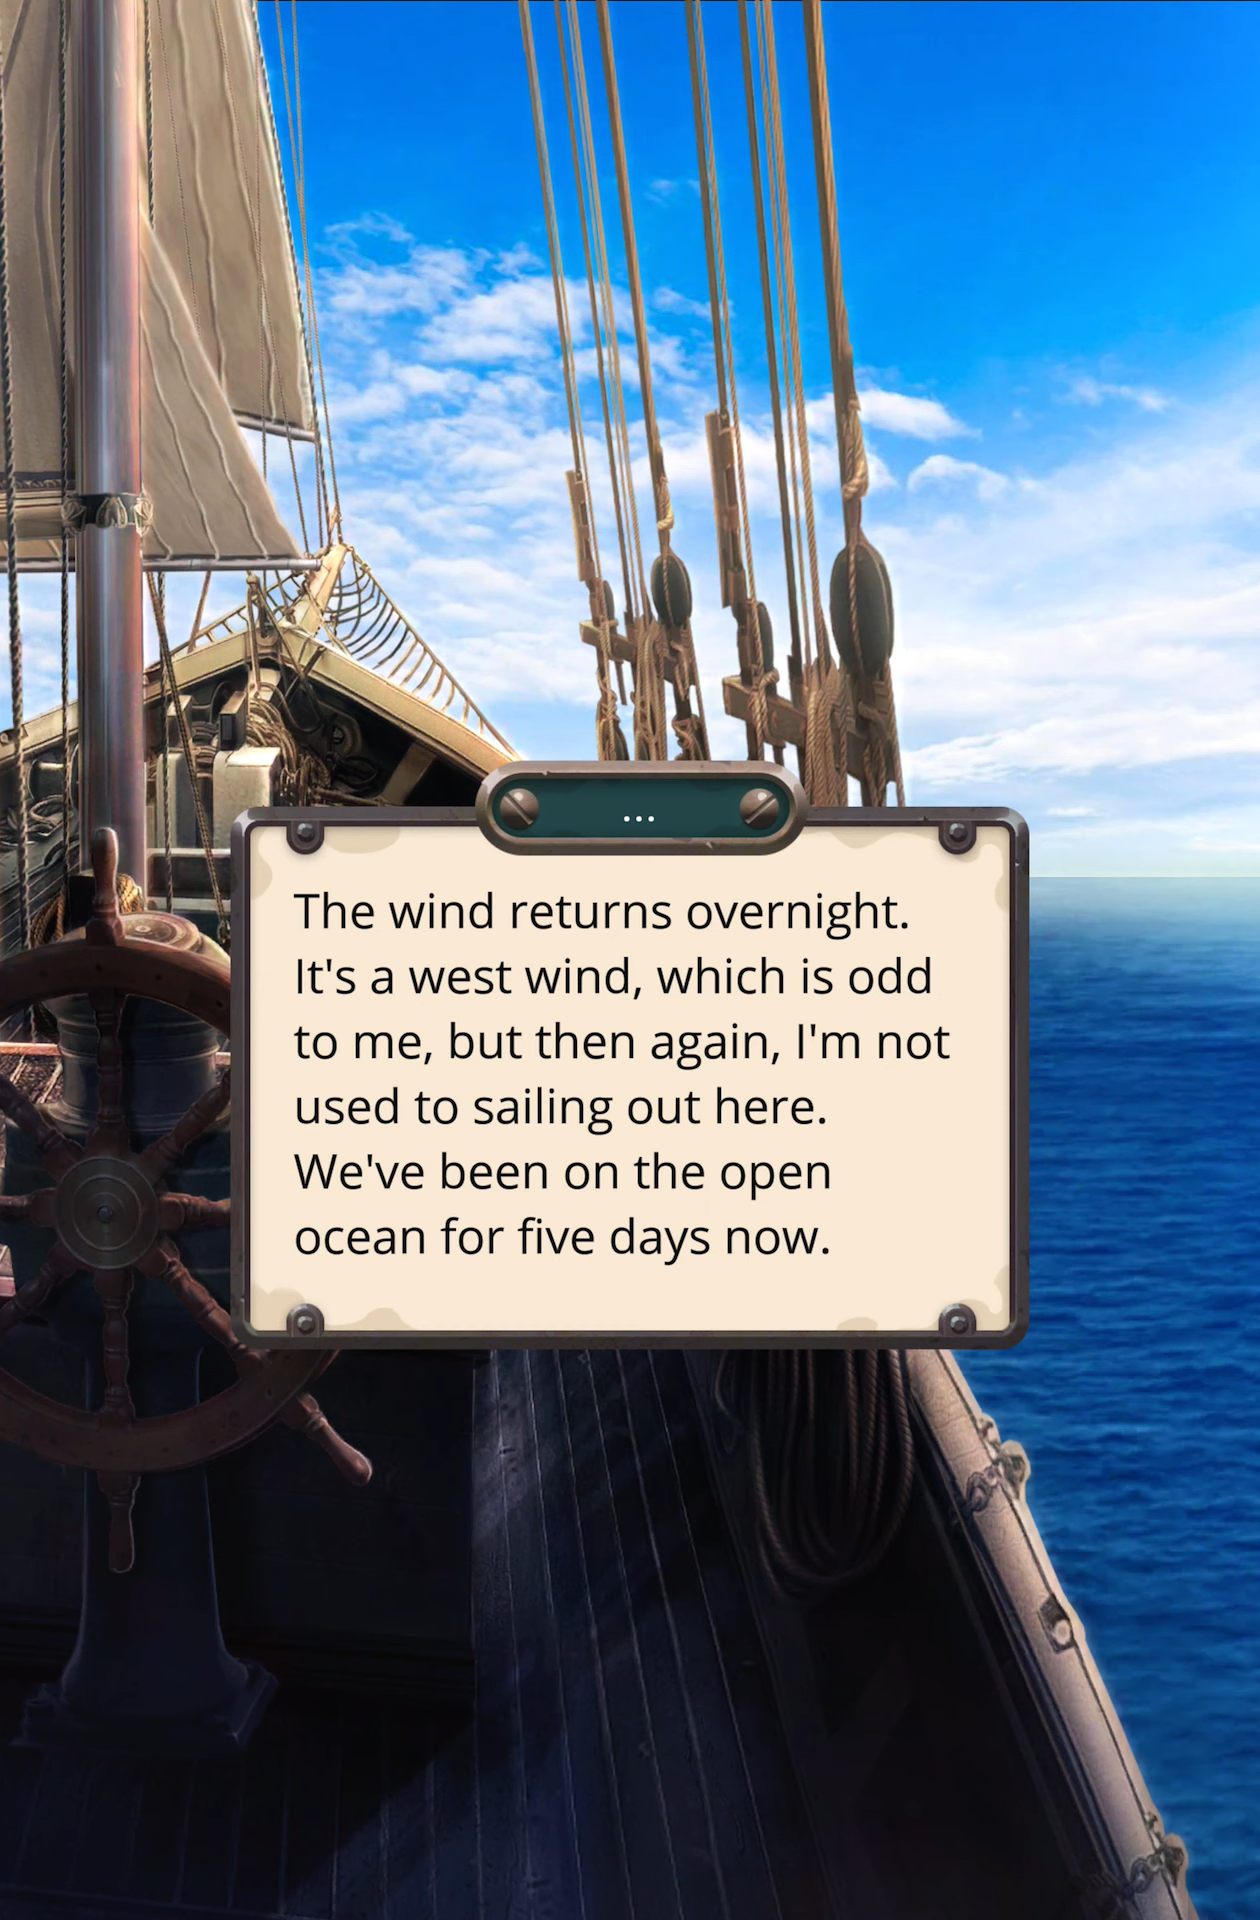 ...
The wind returns overnight.
It's a west wind, which is odd
to me, but then again, I'm not
used to sailing out here.
We've been on the open
ocean for five days now.